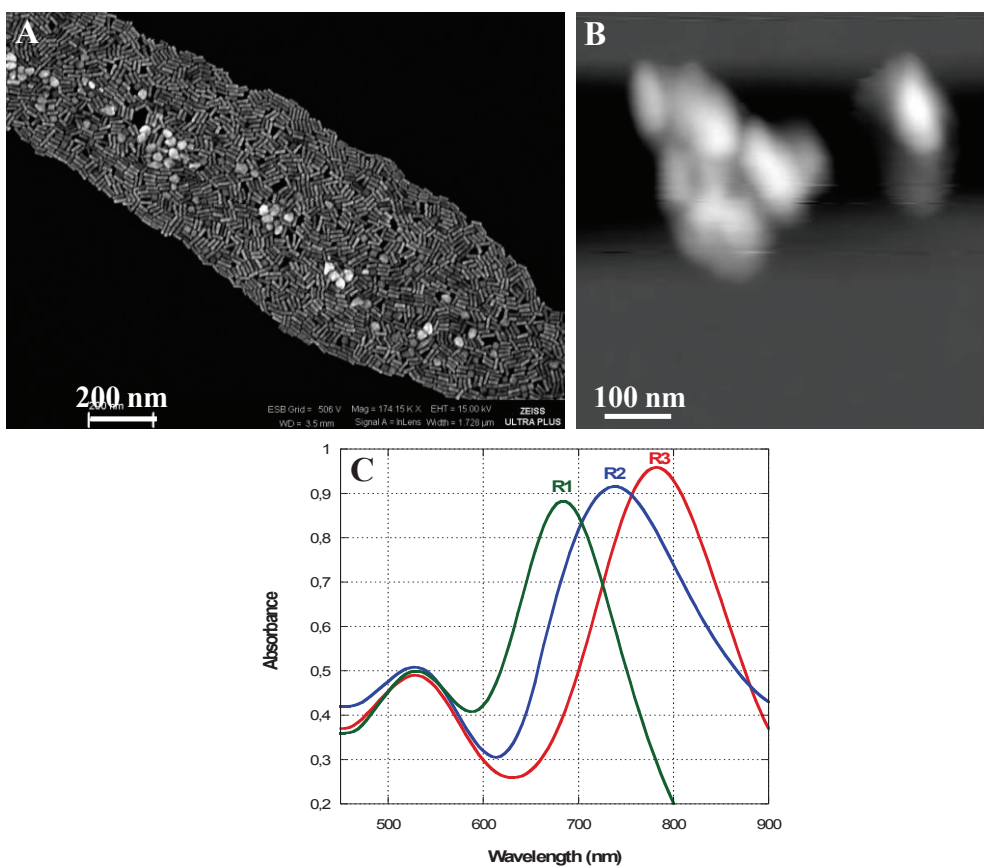 A
200 nm
200 nm
ESB Grid = 506 V Mag = 174.15 K X EHT = 15.00 kV
WD = 3.5 mm Signal A = InLens Width = 1.728 µm
ZEISS
ULTRA PLUS
B
100 nm
C
R1
R2
R3
1
0,9
0,8
0,7
0,6
0,5
0,4
0,3
0,2
Absorbance
500 600 700 800 900
Wavelength (nm)